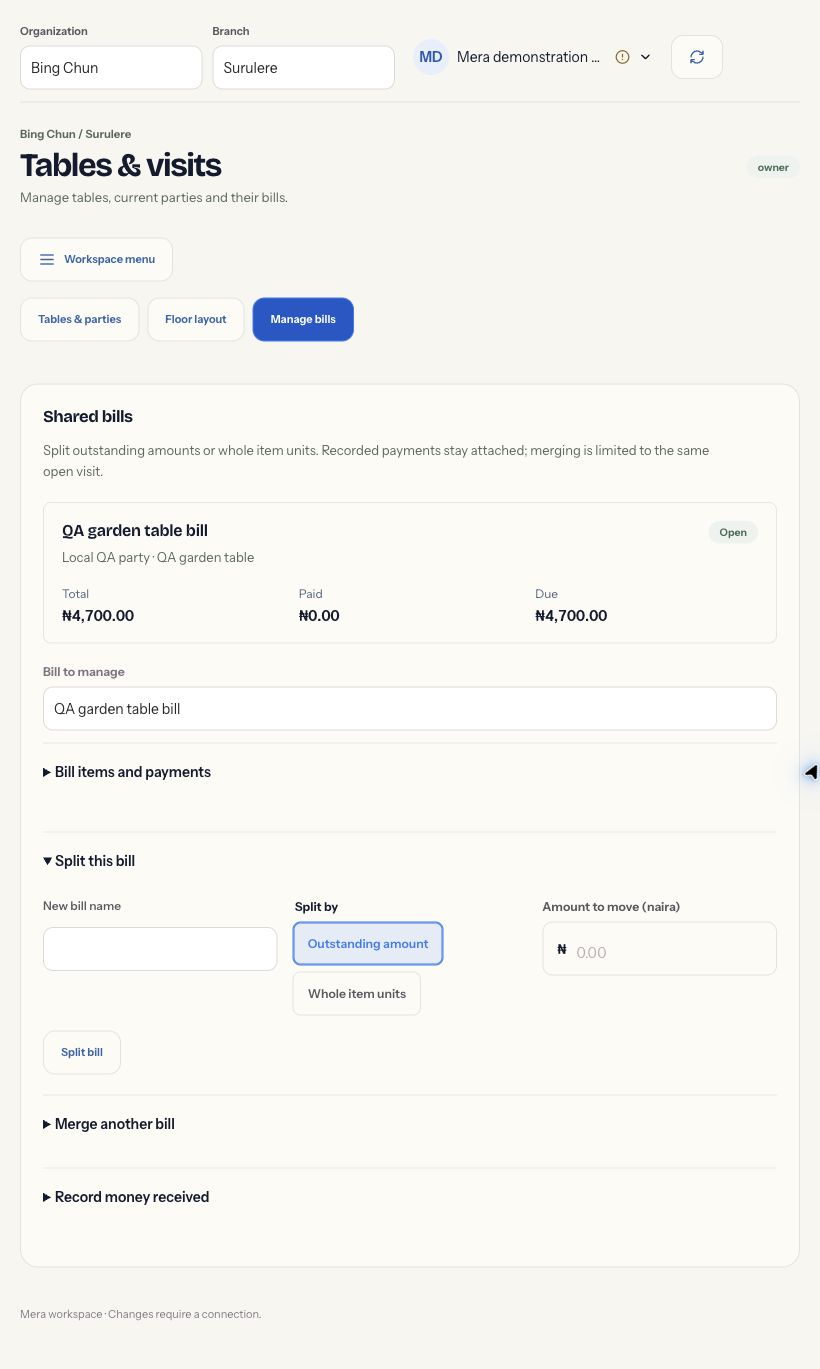 Organization
Branch
Bing Chun
Surulere
MD
Mera demonstration ...
Bing Chun / Surulere
Tables & visits
owner
Manage tables, current parties and their bills.
Workspace menu
Tables & parties
Floor layout
Manage bills
Shared bills
Split outstanding amounts or whole item units. Recorded payments stay attached; merging is limited to the same
open visit.
QA garden table bill
Open
Local QA party · QA garden table
Total
Paid
Due
₦4,700.00
₦0.00
₦4,700.00
Bill to manage
QA garden table bill
Bill items and payments
Split this bill
New bill name
Split by
Amount to move (naira)
Outstanding amount
₦ 0.00
Whole item units
Split bill
Merge another bill
Record money received
Mera workspace · Changes require a connection.